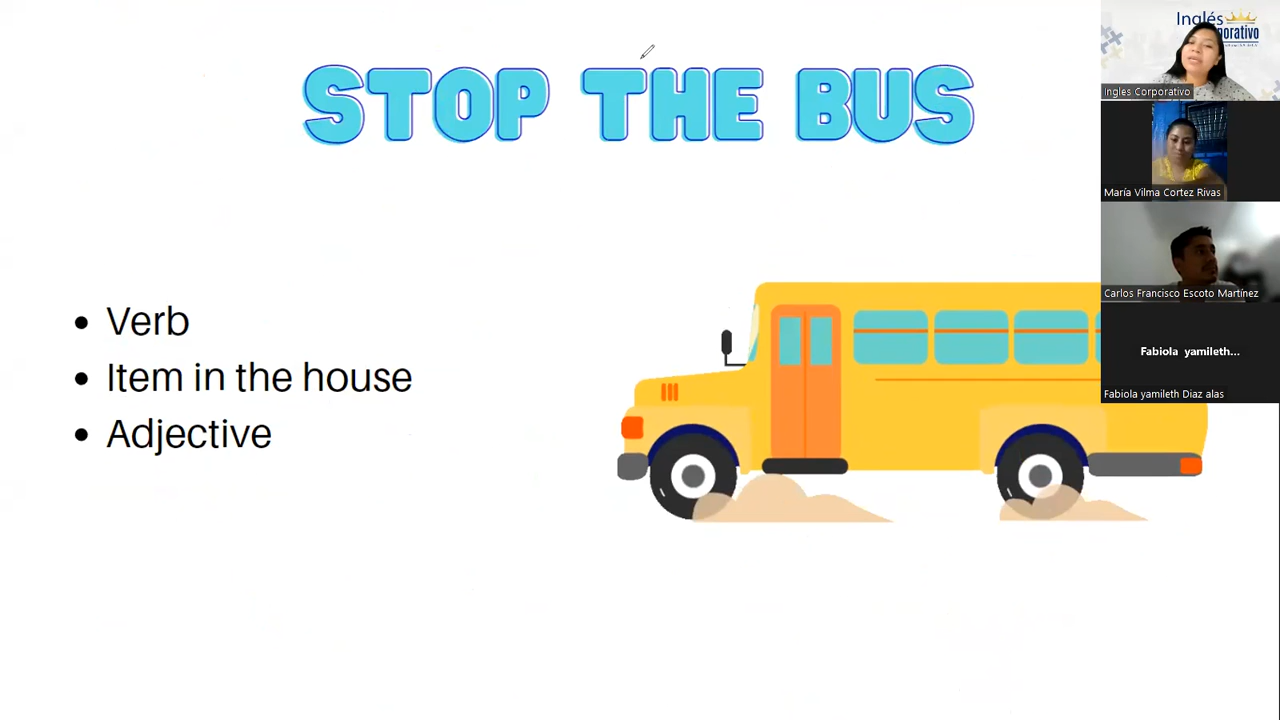 STOP THE BUS
• Verb
• Item in the house
• Adjective
Inglés
Ingles Corporativo
María Vilma Cortez Rivas
Carlos Francisco Escoto Martínez
Fabiola yamileth...
Fabiola yamileth Diaz alas